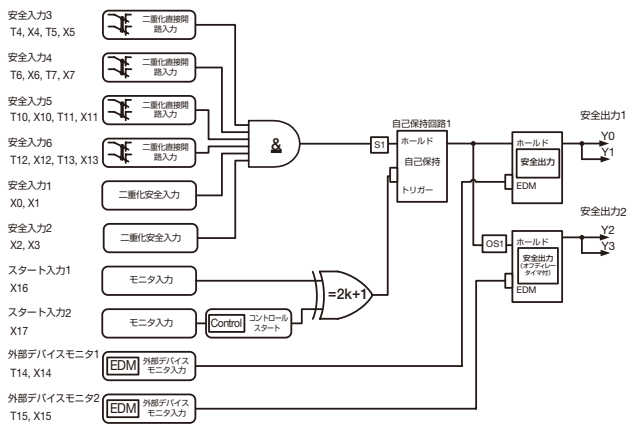 安全入力3
T4, X4, T5, X5
二重化直接開
路入力
安全入力4
T6, X6, T7, X7
二重化直接開
路入力
安全入力5
T10, X10, T11, X11
二重化直接開
路入力
安全入力6
T12, X12, T13, X13
二重化直接開
路入力
安全入力1
X0, X1
二重化安全入力
安全入力2
X2, X3
二重化安全入力
スタート入力1
X16
モニタ入力
スタート入力2
X17
モニタ入力
Control
コントロール
スタート
外部デバイスモニタ1
T14, X14
EDM
外部デバイス
モニタ入力
外部デバイスモニタ2
T15, X15
EDM
外部デバイス
モニタ入力
&
=2k+1
S1
自己保持回路1
ホールド
自己保持
トリガー
安全出力1
ホールド
安全出力
EDM
Y0
Y1
OS1
安全出力2
ホールド
安全出力
(オフディレー
タイマ付)
EDM
Y2
Y3